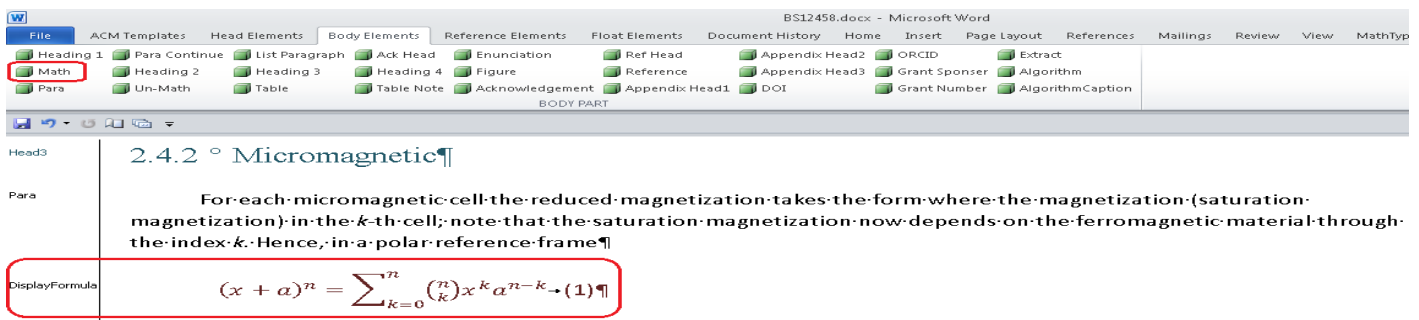 W
BS12458.docx - Microsoft Word
File ACM Templates Head Elements Body Elements Reference Elements Float Elements Document History Home Insert Page Layout References Mailings Review View MathTyp
Heading 1 Para Continue List Paragraph Ack Head Enunciation Ref Head Appendix Head2 ORCID Extract
Math Heading 2 Heading 3 Heading 4 Figure Reference Appendix Head3 Grant Sponser Algorithm
Para Un-Math Table Table Note Acknowledgement Appendix Head1 DOI Grant Number AlgorithmCaption
BODY PART
Head3 2.4.2 ° Micromagnetic¶
Para For·each·micromagnetic·cell·the·reduced·magnetization·takes·the·form·where·the·magnetization·(saturation·
magnetization)·in·the·k-th·cell;·note·that·the·saturation·magnetization·now·depends·on·the·ferromagnetic·material·through·
the·index·k.·Hence,·in·a·polar·reference·frame¶
DisplayFormula (x + a)ⁿ = ∑ₖ₌₀ⁿ (ⁿₖ)xᵏaⁿ⁻ᵏ→(1)¶